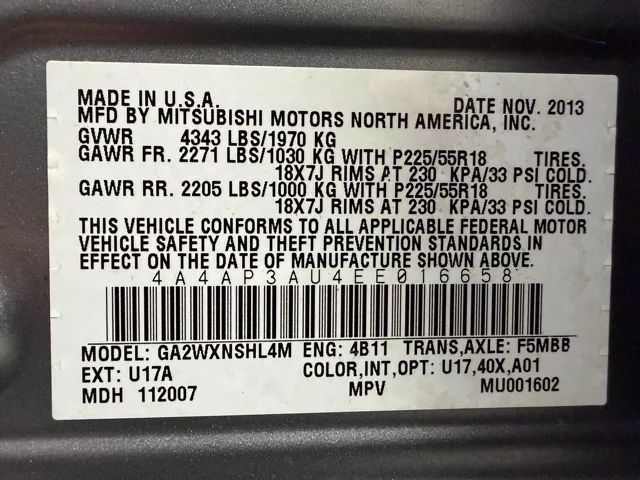 MADE IN U.S.A. DATE NOV. 2013
MFD BY MITSUBISHI MOTORS NORTH AMERICA, INC.
GVWR 4343 LBS/1970 KG
GAWR FR. 2271 LBS/1030 KG WITH P225/55R18 TIRES.
18X7J RIMS AT 230 KPA/33 PSI COLD.
GAWR RR. 2205 LBS/1000 KG WITH P225/55R18 TIRES.
18X7J RIMS AT 230 KPA/33 PSI COLD.
THIS VEHICLE CONFORMS TO ALL APPLICABLE FEDERAL MOTOR
VEHICLE SAFETY AND THEFT PREVENTION STANDARDS IN
EFFECT ON THE DATE OF MANUFACTURE SHOWN ABOVE.
4A4AP3AU4EE016658
MODEL: GA2WXNSHL4M ENG: 4B11 TRANS,AXLE: F5MBB
EXT: U17A COLOR,INT,OPT: U17,40X,A01
MDH 112007 MPV MU001602